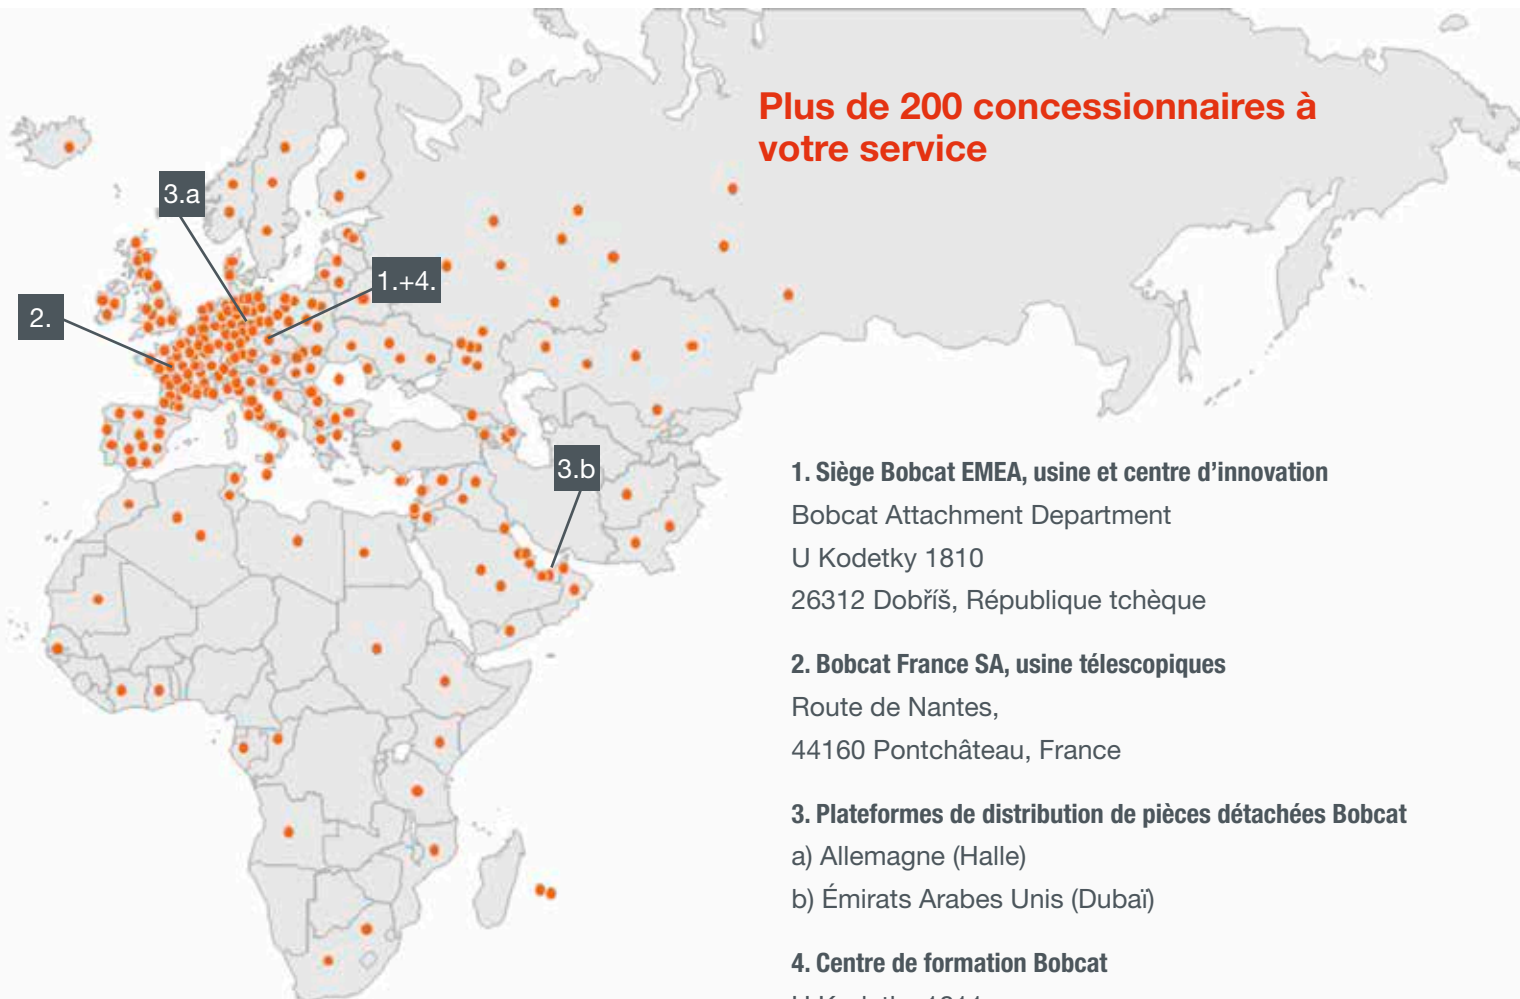 Plus de 200 concessionnaires à
votre service
3.a
1.+4.
2.
3.b
1. Siège Bobcat EMEA, usine et centre d’innovation
Bobcat Attachment Department
U Kodetky 1810
26312 Dobříš, République tchèque
2. Bobcat France SA, usine télescopiques
Route de Nantes,
44160 Pontchâteau, France
3. Plateformes de distribution de pièces détachées Bobcat
a) Allemagne (Halle)
b) Émirats Arabes Unis (Dubaï)
4. Centre de formation Bobcat